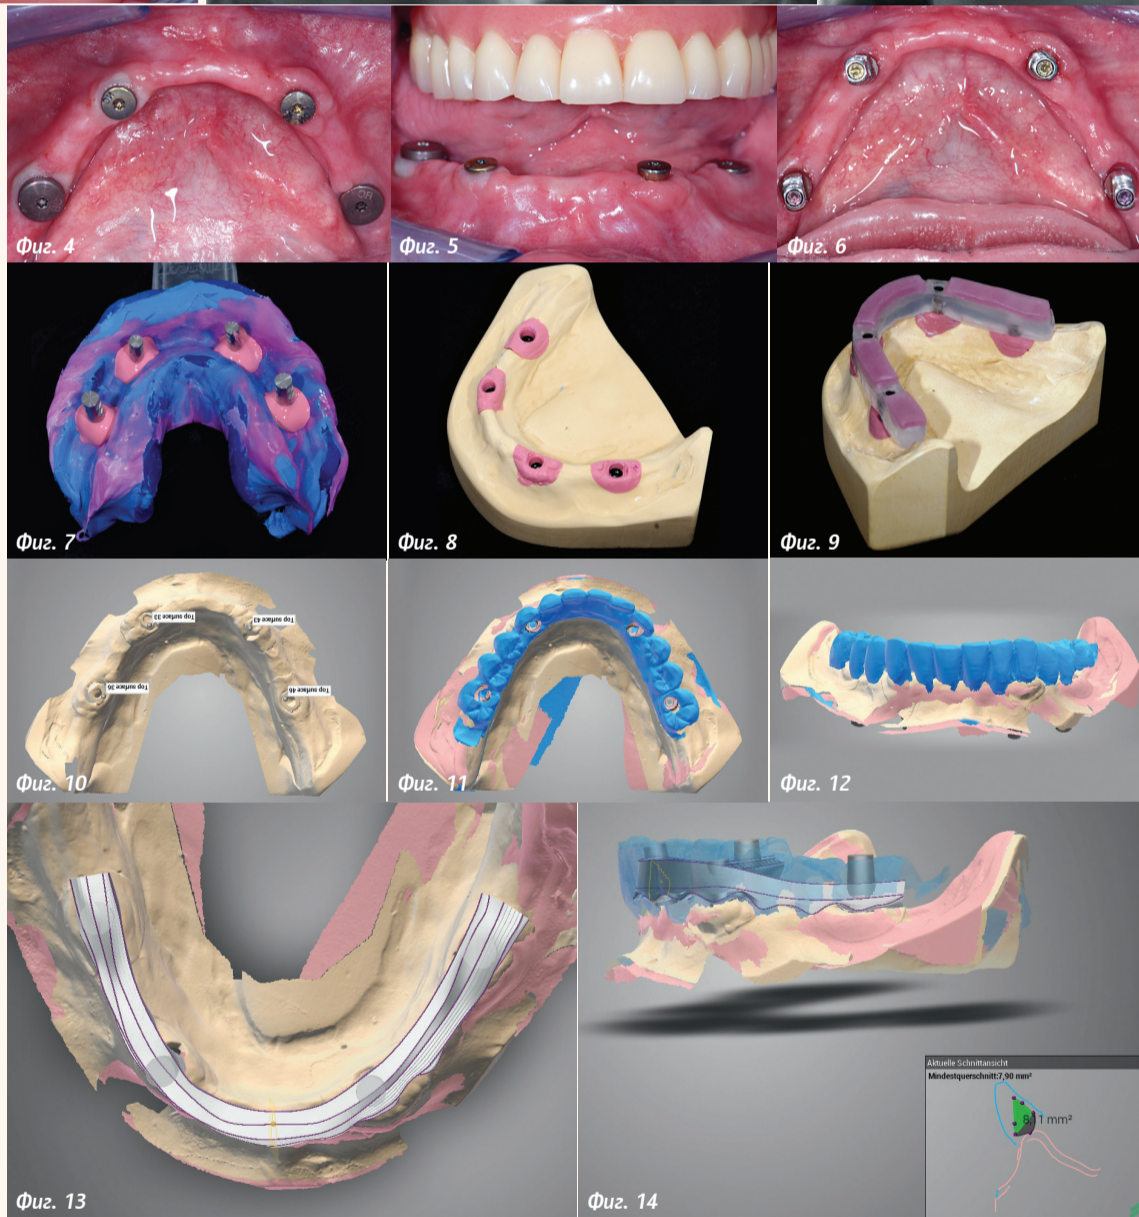 Фиг. 4
Фиг. 5
Фиг. 6
Фиг. 7
Фиг. 8
Фиг. 9
Top surface 33
Top surface 43
Top surface 36
Top surface 46
Фиг. 10
Фиг. 11
Фиг. 12
Фиг. 13
Aktuelle Schnittansicht
Mindestquerschnitt:7,90 mm²
mm²
Фиг. 14